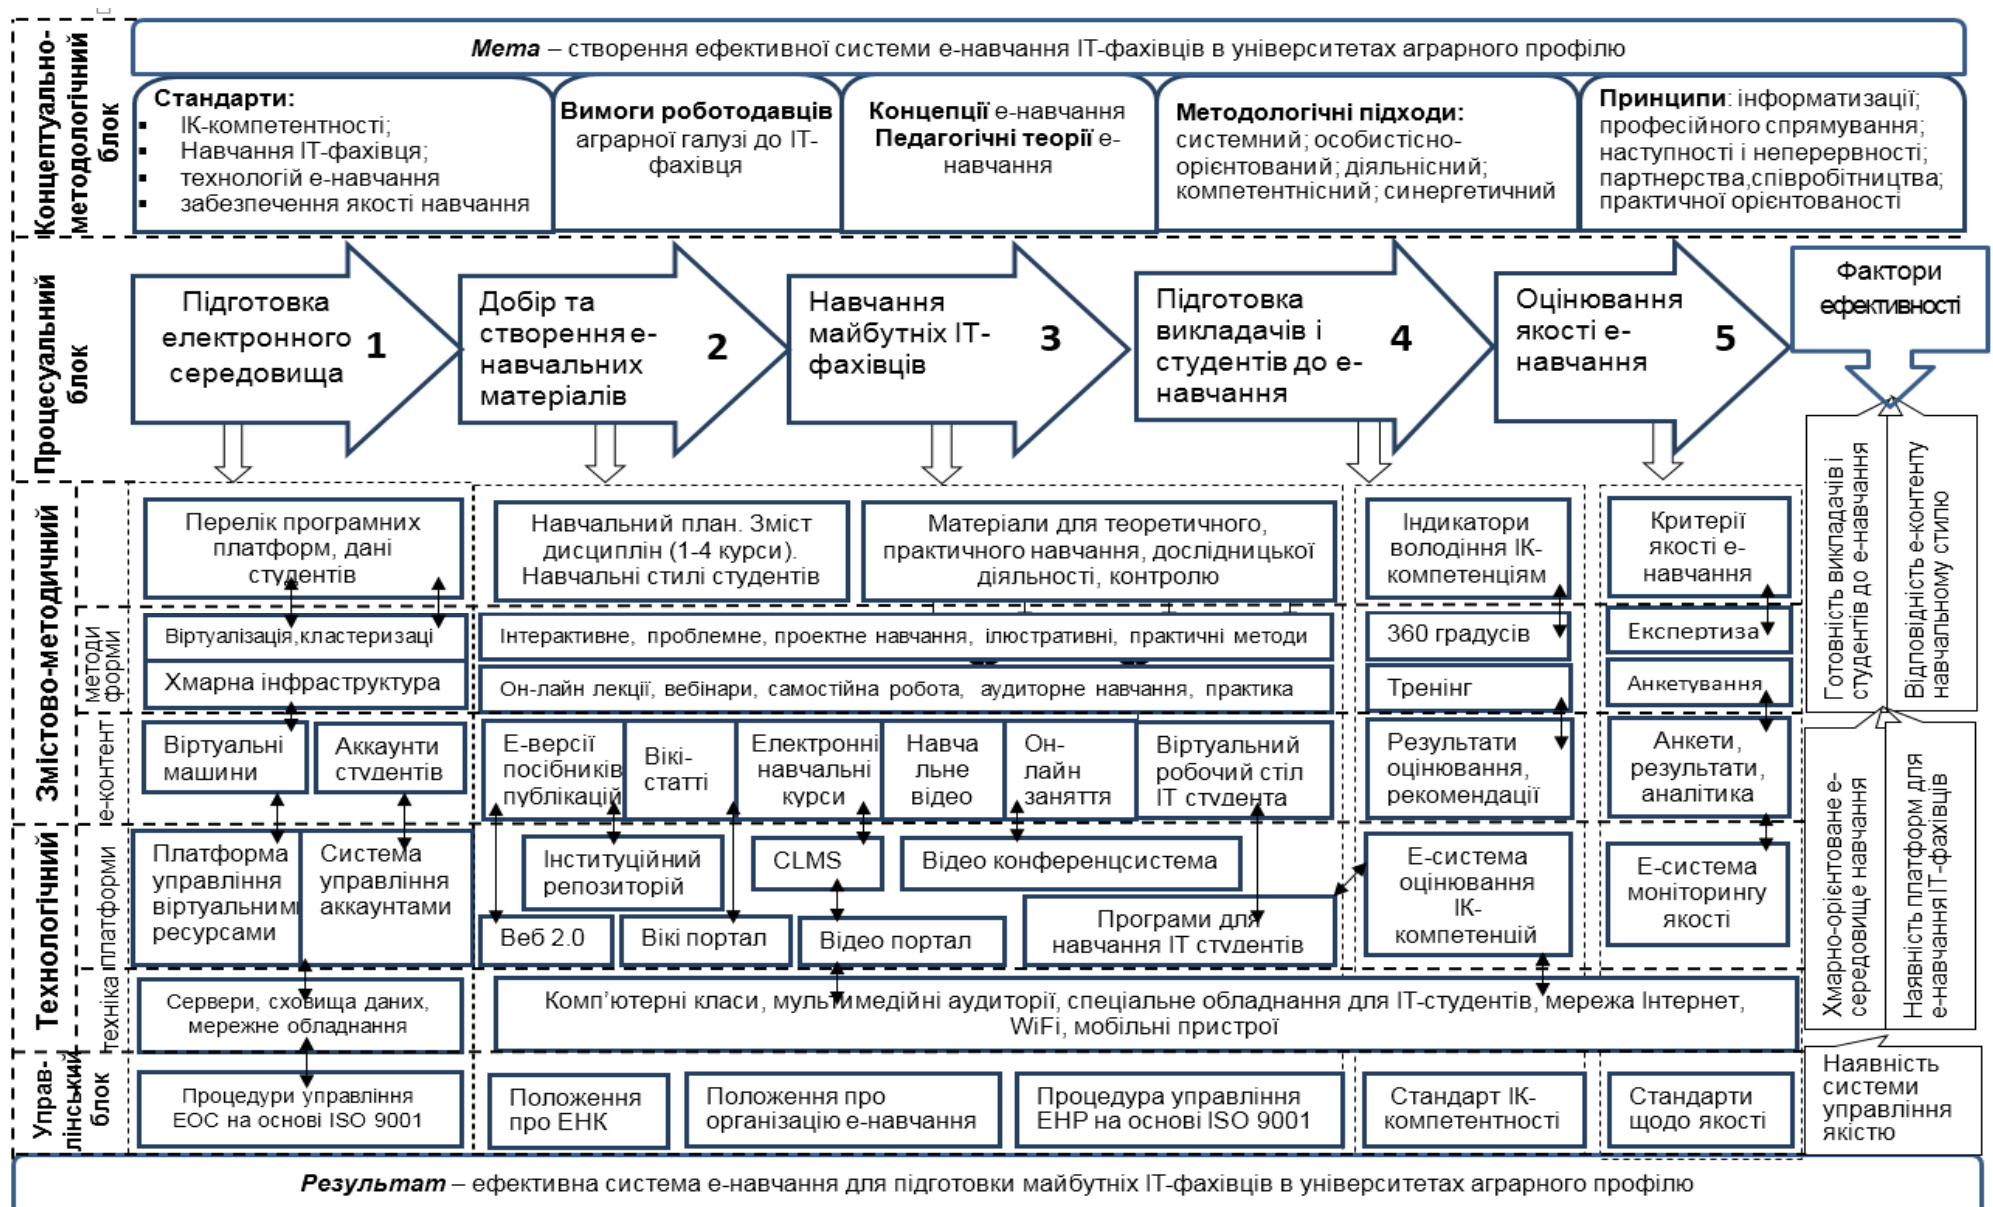 Концептуально-
методологічний
блок
Мета – створення ефективної системи е-навчання ІТ-фахівців в університетах аграрного профілю
Стандарти:
▪ ІК-компетентності;
▪ Навчання ІТ-фахівця;
▪ технологій е-навчання
▪ забезпечення якості навчання
Вимоги роботодавців
аграрної галузі до ІТ-
фахівця
Концепції е-навчання
Педагогічні теорії е-
навчання
Методологічні підходи:
системний; особистісно-
орієнтований; діяльнісний;
компетентнісний; синергетичний
Принципи: інформатизації;
професійного спрямування;
наступності і неперервності;
партнерства,співробітництва;
практичної орієнтованості
Процесуальний
блок
Підготовка
електронного
середовища
1
Добір та
створення е-
навчальних
матеріалів
2
Навчання
майбутніх ІТ-
фахівців
3
Підготовка
викладачів і
студентів до е-
навчання
4
Оцінювання
якості е-
навчання
5
Фактори
ефективності
Змістово-методичний
Перелік програмних
платформ, дані
студентів
Навчальний план. Зміст
дисциплін (1-4 курси).
Навчальні стилі студентів
Матеріали для теоретичного,
практичного навчання, дослідницької
діяльності, контролю
Індикатори
володіння ІК-
компетенціям
Критерії
якості е-
навчання
методи
форми
Віртуалізація,кластеризаці
Хмарна інфраструктура
Інтерактивне, проблемне, проектне навчання, ілюстративні, практичні методи
Он-лайн лекції, вебінари, самостійна робота, аудиторне навчання, практика
360 градусів
Тренінг
Експертиза
Анкетування
е-контент
Віртуальні
машини
Аккаунти
студентів
Е-версії
посібників
публікацій
Вікі-
статті
Електронні
навчальні
курси
Навча
льне
відео
Он-
лайн
заняття
Віртуальний
робочий стіл
ІТ студента
Результати
оцінювання,
рекомендації
Анкети,
результати,
аналітика
Технологічний
платформи
Платформа
управління
віртуальним
ресурсами
Система
управління
аккаунтами
Інституційний
репозиторій
CLMS
Відео конференцсистема
Веб 2.0
Вікі портал
Відео портал
Програми для
навчання ІТ студентів
Е-система
оцінювання
ІК-
компетенцій
Е-система
моніторингу
якості
техніка
Сервери, сховища даних,
мережне обладнання
Комп’ютерні класи, мультимедійні аудиторії, спеціальне обладнання для ІТ-студентів, мережа Інтернет,
WiFi, мобільні пристрої
Управ-
лінський
блок
Процедури управління
ЕОС на основі ISO 9001
Положення
про ЕНК
Положення про
організацію е-навчання
Процедура управління
ЕНР на основі ISO 9001
Стандарт ІК-
компетентності
Стандарти
щодо якості
Готовність викладачів і
студентів до е-навчання
Відповідність е-контенту
навчальному стилю
Хмарно-орієнтоване е-
середовище навчання
Наявність платформ для
е-навчання ІТ-фахівців
Наявність
системи
управління
якістю
Результат – ефективна система е-навчання для підготовки майбутніх ІТ-фахівців в університетах аграрного профілю